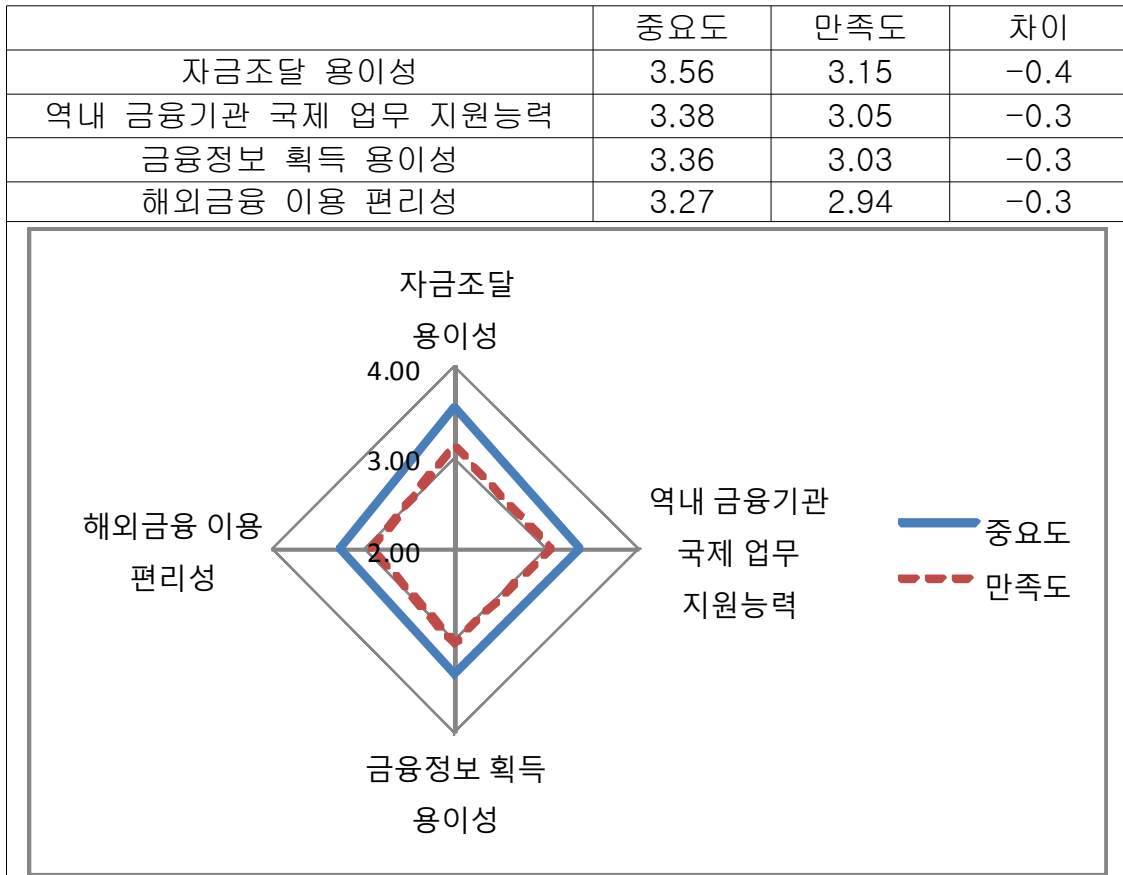 중요도 만족도 차이
자금조달 용이성 3.56 3.15 -0.4
역내 금융기관 국제 업무 지원능력 3.38 3.05 -0.3
금융정보 획득 용이성 3.36 3.03 -0.3
해외금융 이용 편리성 3.27 2.94 -0.3
자금조달
용이성
4.00
3.00
2.00
역내 금융기관
국제 업무
지원능력
해외금융 이용
편리성
중요도
만족도
금융정보 획득
용이성